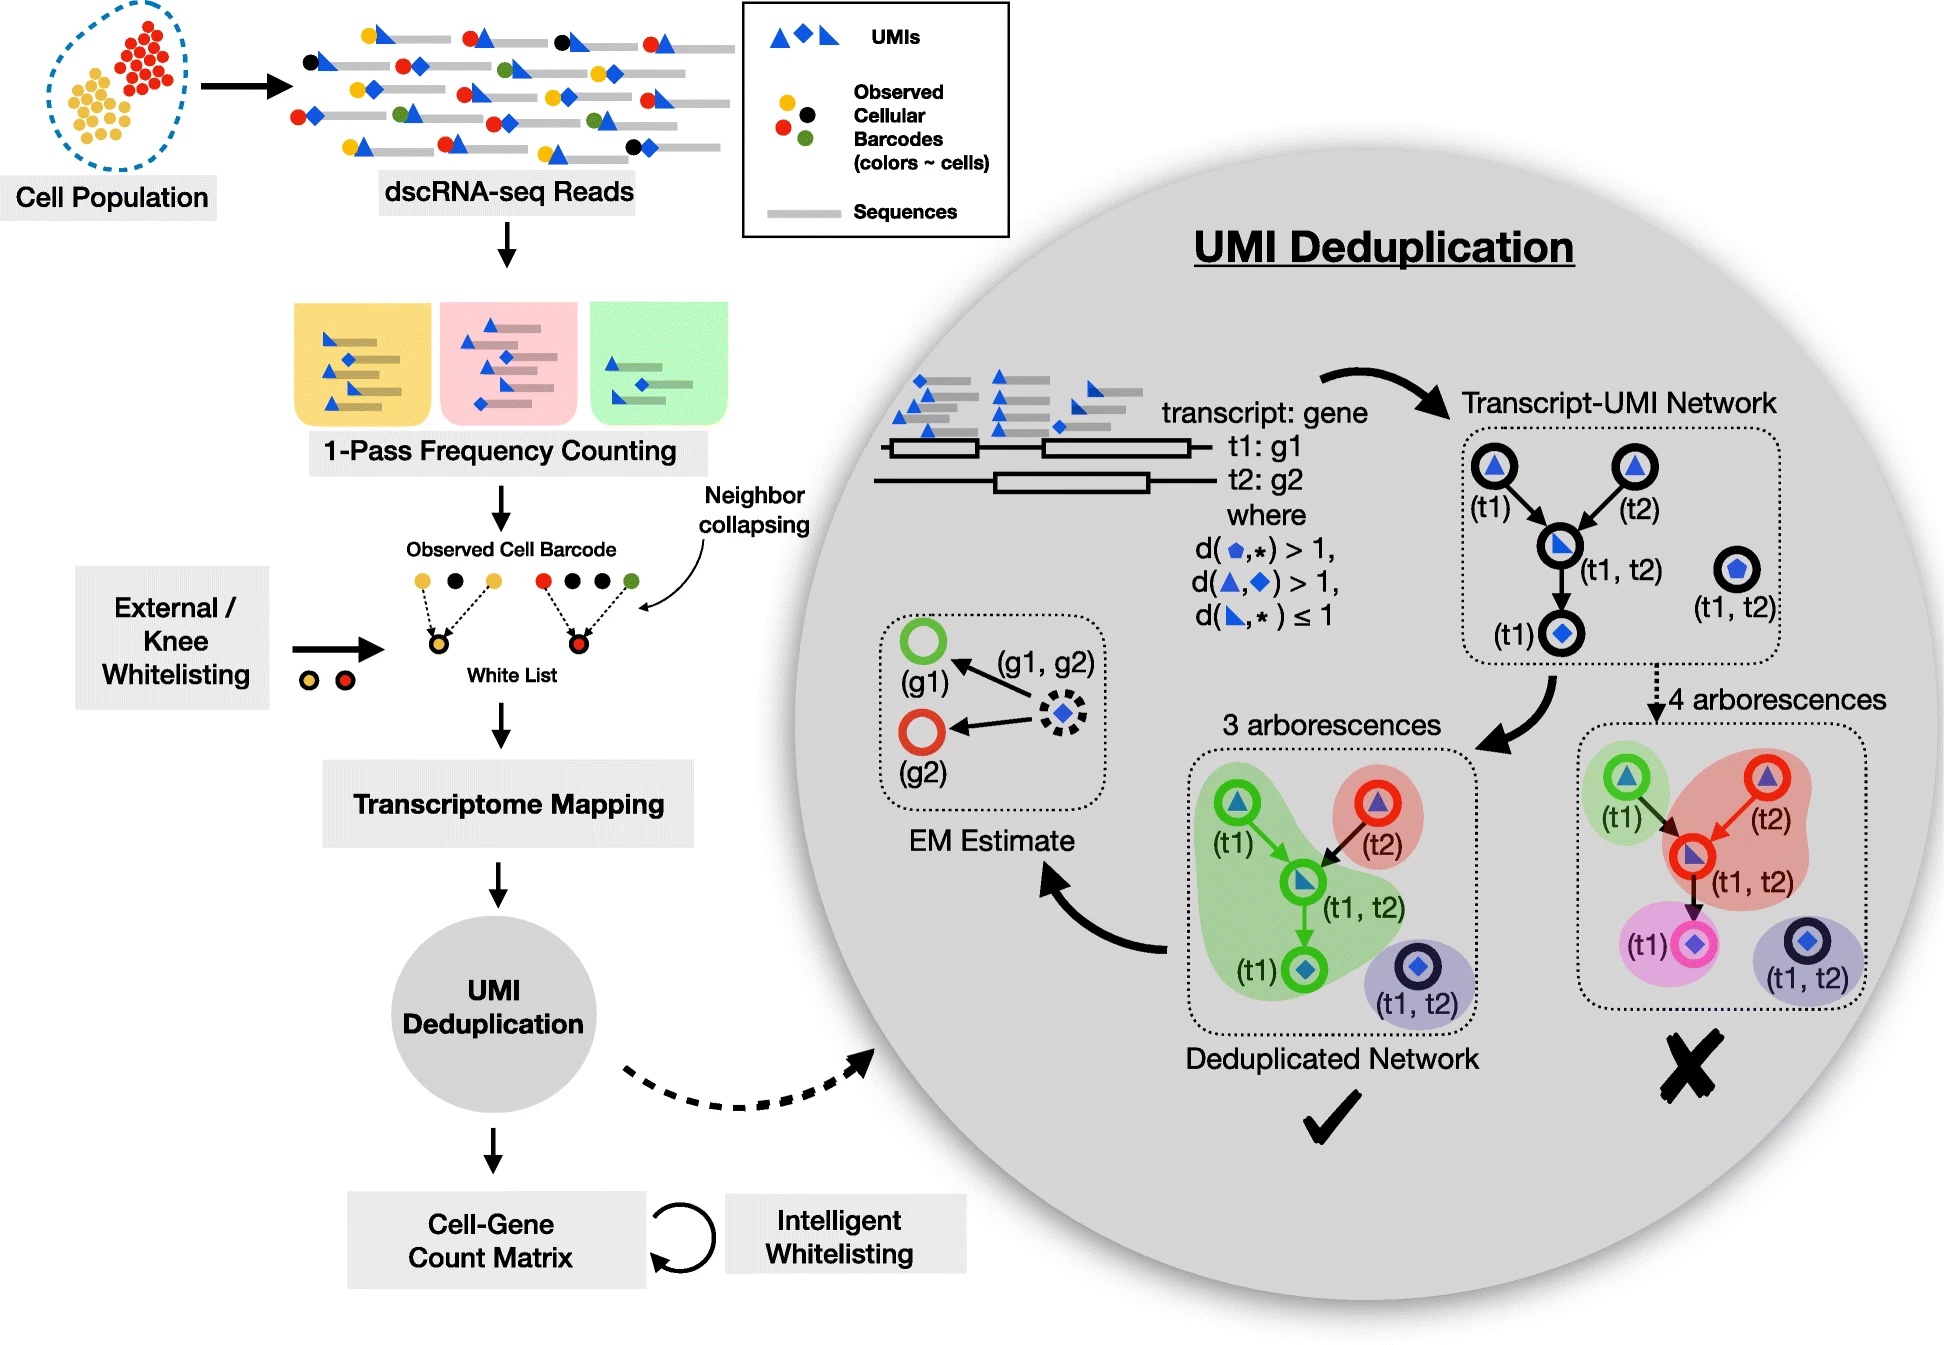 Cell Population
dscRNA-seq Reads
UMIs
Observed
Cellular
Barcodes
(colors ~ cells)
Sequences
1-Pass Frequency Counting
Neighbor
collapsing
Observed Cell Barcode
White List
External /
Knee
Whitelisting
Transcriptome Mapping
UMI
Deduplication
Cell-Gene
Count Matrix
Intelligent
Whitelisting
UMI Deduplication
transcript: gene
t1: g1
t2: g2
where
d( ,*) > 1,
d( , ) > 1,
d( ,* ) ≤ 1
Transcript-UMI Network
(t1)
(t2)
(t1, t2)
(t1, t2)
(t1)
4 arborescences
(t1)
(t2)
(t1, t2)
(t1)
(t1, t2)
3 arborescences
(t1)
(t2)
(t1, t2)
(t1)
(t1, t2)
Deduplicated Network
(g1, g2)
(g1)
(g2)
EM Estimate